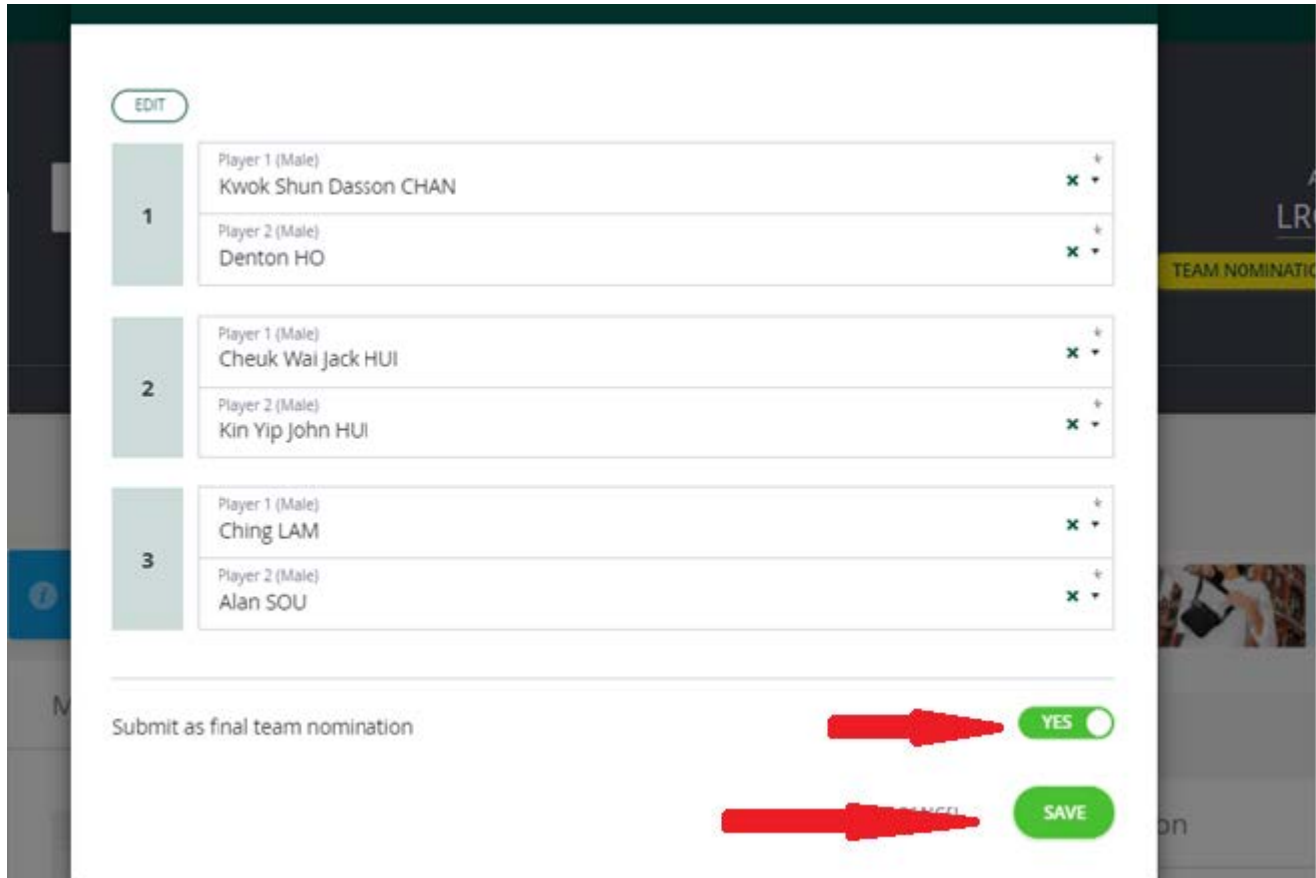 EDIT
1
Player 1 (Male)
Kwok Shun Dasson CHAN
Player 2 (Male)
Denton HO
2
Player 1 (Male)
Cheuk Wai Jack HUI
Player 2 (Male)
Kin Yip John HUI
3
Player 1 (Male)
Ching LAM
Player 2 (Male)
Alan SOU
Submit as final team nomination
YES
SAVE
LR
TEAM NOMINATIO
on
M